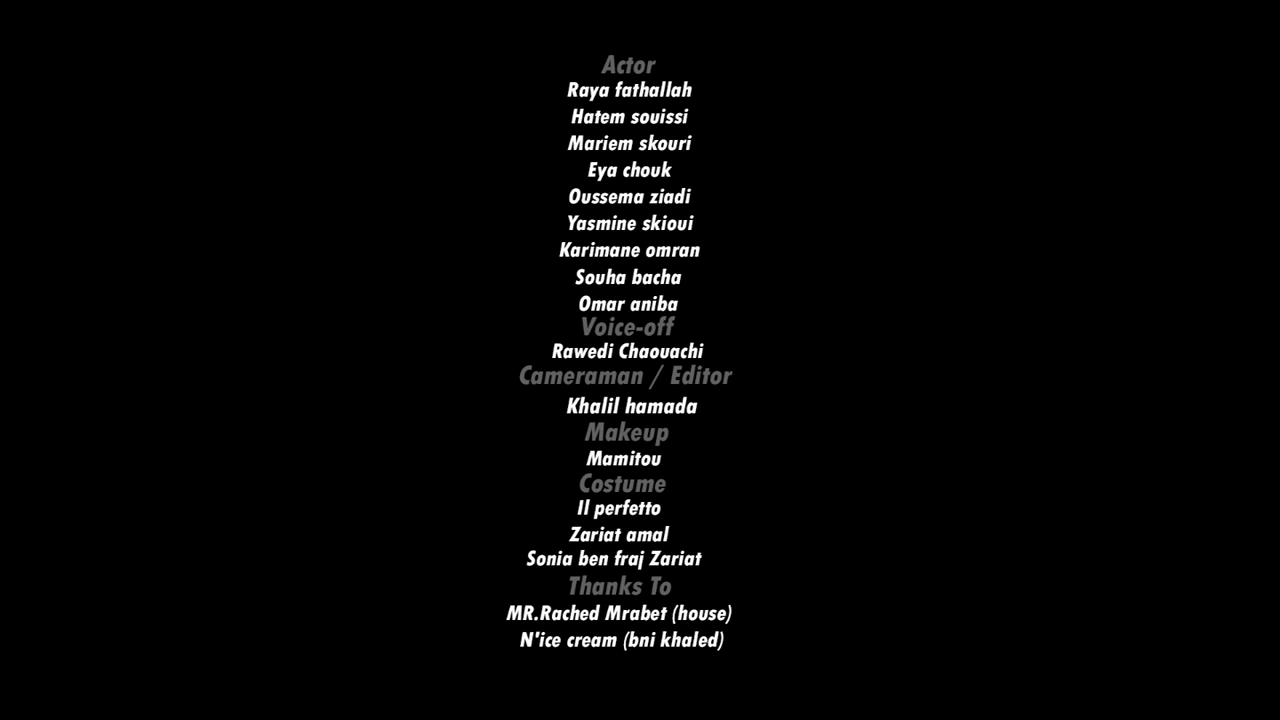 Actor
Raya fathallah
Hatem souissi
Mariem skouri
Eya chouk
Oussema ziadi
Yasmine skioui
Karimane omran
Souha bacha
Omar aniba
Voice-off
Rawedi Chaouachi
Cameraman / Editor
Khalil hamada
Makeup
Mamitou
Costume
Il perfetto
Zariat amal
Sonia ben fraj Zariat
Thanks To
MR.Rached Mrabet (house)
N'ice cream (bni khaled)